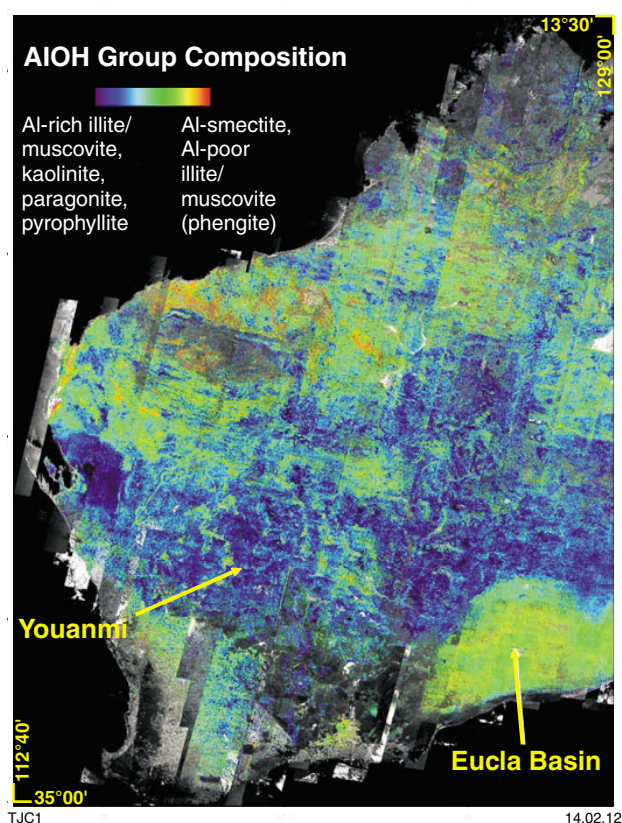 13°30'
129°00'
AlOH Group Composition
Al-rich illite/
muscovite,
kaolinite,
paragonite,
pyrophyllite
Al-smectite,
Al-poor
illite/
muscovite
(phengite)
Youanmi
Eucla Basin
112°40'
35°00'
TJC1
14.02.12